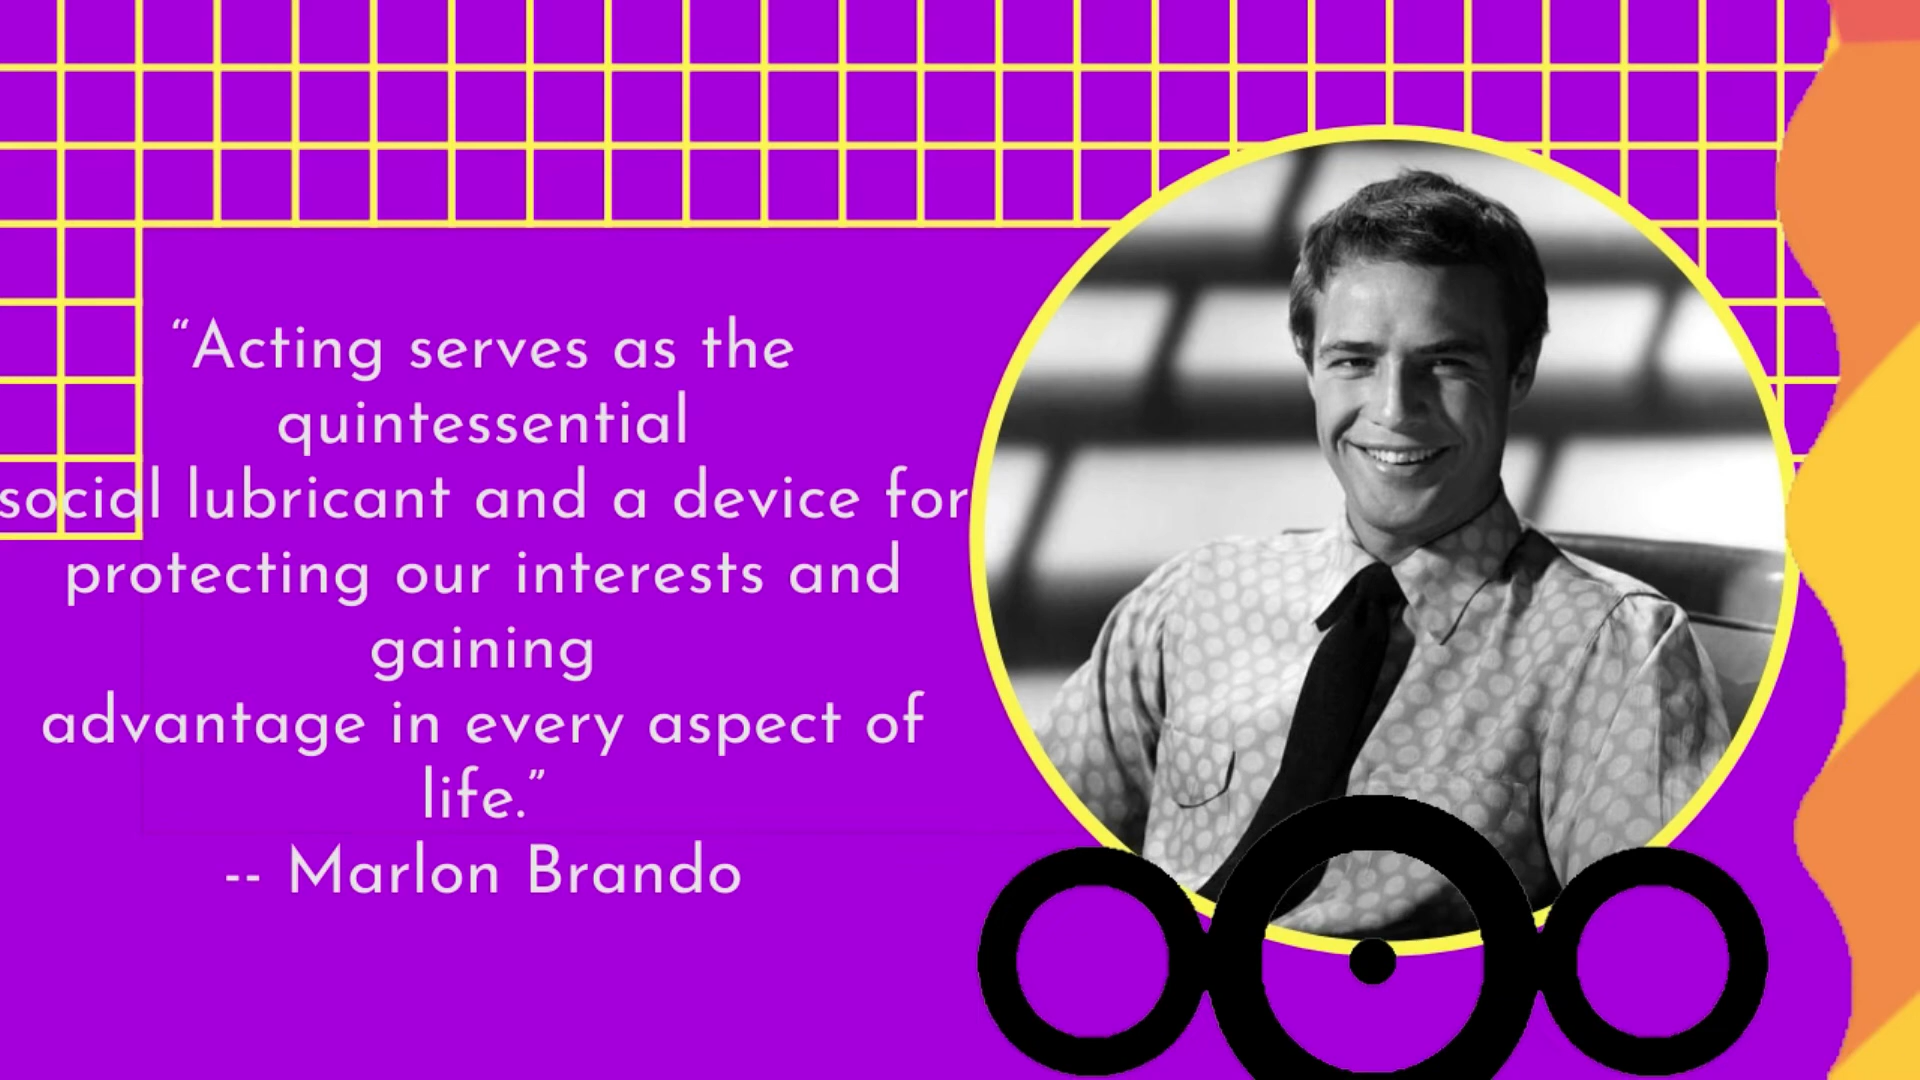 “Acting serves as the
quintessential
social lubricant and a device for
protecting our interests and
gaining
advantage in every aspect of
life.”
-- Marlon Brando